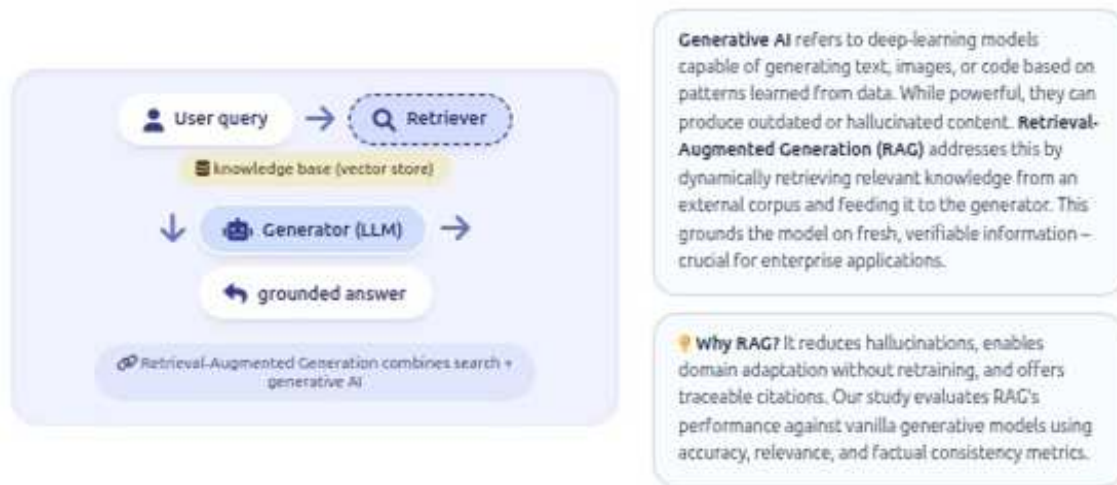 User query → Retriever
knowledge base (vector store)
↓ Generator (LLM) →
grounded answer
Retrieval-Augmented Generation combines search +
generative AI
Generative AI refers to deep-learning models
capable of generating text, images, or code based on
patterns learned from data. While powerful, they can
produce outdated or hallucinated content. Retrieval-
Augmented Generation (RAG) addresses this by
dynamically retrieving relevant knowledge from an
external corpus and feeding it to the generator. This
grounds the model on fresh, verifiable information –
crucial for enterprise applications.
Why RAG? It reduces hallucinations, enables
domain adaptation without retraining, and offers
traceable citations. Our study evaluates RAG's
performance against vanilla generative models using
accuracy, relevance, and factual consistency metrics.